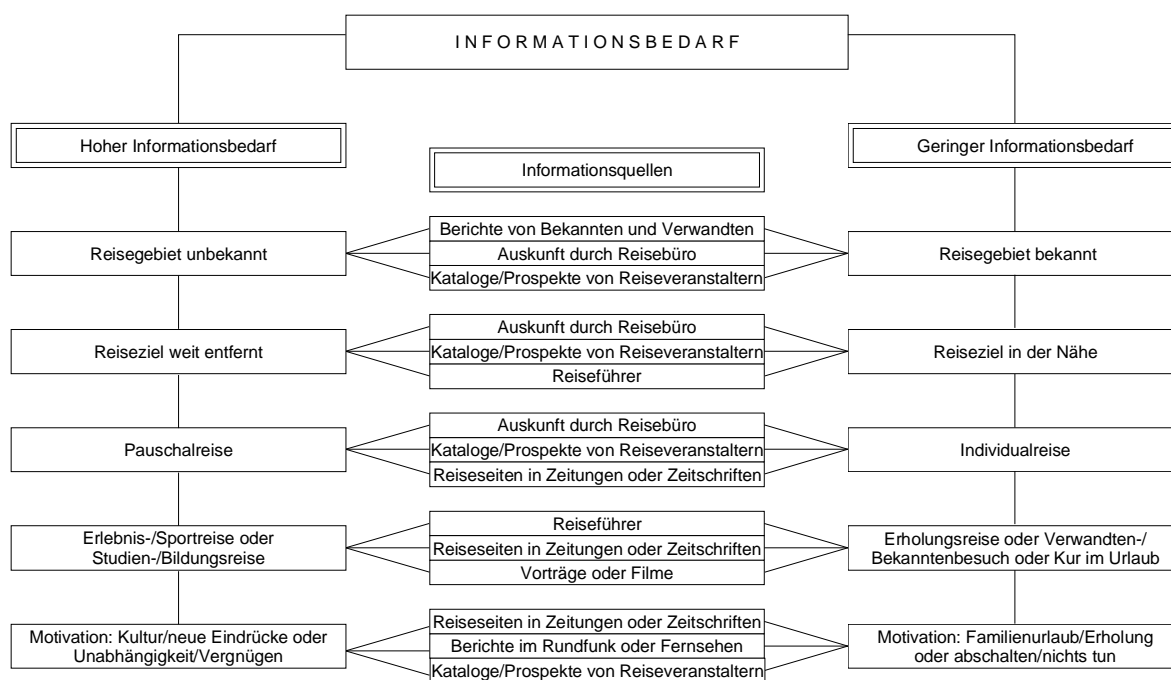 INFORMATIONSBEDARF
Hoher Informationsbedarf
Informationsquellen
Geringer Informationsbedarf
Reisegebiet unbekannt
Berichte von Bekannten und Verwandten
Auskunft durch Reisebüro
Kataloge/Prospekte von Reiseveranstaltern
Reisegebiet bekannt
Reiseziel weit entfernt
Auskunft durch Reisebüro
Kataloge/Prospekte von Reiseveranstaltern
Reiseführer
Reiseziel in der Nähe
Pauschalreise
Auskunft durch Reisebüro
Kataloge/Prospekte von Reiseveranstaltern
Reiseseiten in Zeitungen oder Zeitschriften
Individualreise
Erlebnis-/Sportreise oder
Studien-/Bildungsreise
Reiseführer
Reiseseiten in Zeitungen oder Zeitschriften
Vorträge oder Filme
Erholungsreise oder Verwandten-/
Bekanntenbesuch oder Kur im Urlaub
Motivation: Kultur/neue Eindrücke oder
Unabhängigkeit/Vergnügen
Reiseseiten in Zeitungen oder Zeitschriften
Berichte im Rundfunk oder Fernsehen
Kataloge/Prospekte von Reiseveranstaltern
Motivation: Familienurlaub/Erholung
oder abschalten/nichts tun